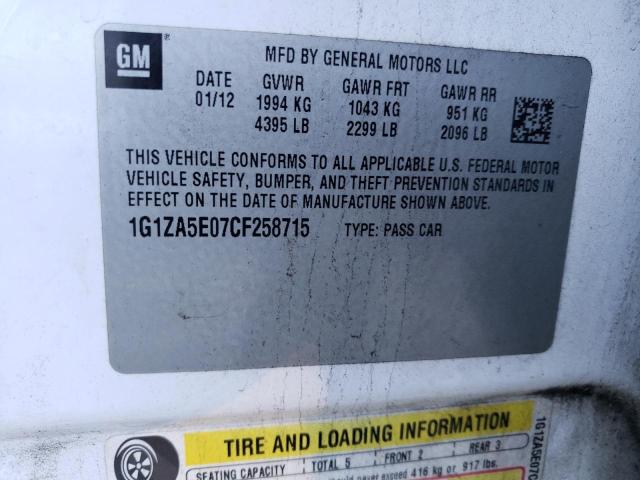 GM
MFD BY GENERAL MOTORS LLC
DATE GVWR GAWR FRT GAWR RR
01/12 1994 KG 1043 KG 951 KG
4395 LB 2299 LB 2096 LB
THIS VEHICLE CONFORMS TO ALL APPLICABLE U.S. FEDERAL MOTOR
VEHICLE SAFETY, BUMPER, AND THEFT PREVENTION STANDARDS IN
EFFECT ON THE DATE OF MANUFACTURE SHOWN ABOVE.
1G1ZA5E07CF258715 TYPE: PASS CAR
TIRE AND LOADING INFORMATION
SEATING CAPACITY TOTAL 5 FRONT 2 REAR 3
never exceed 416 kg or 917 lbs.
1G1ZA5E07C